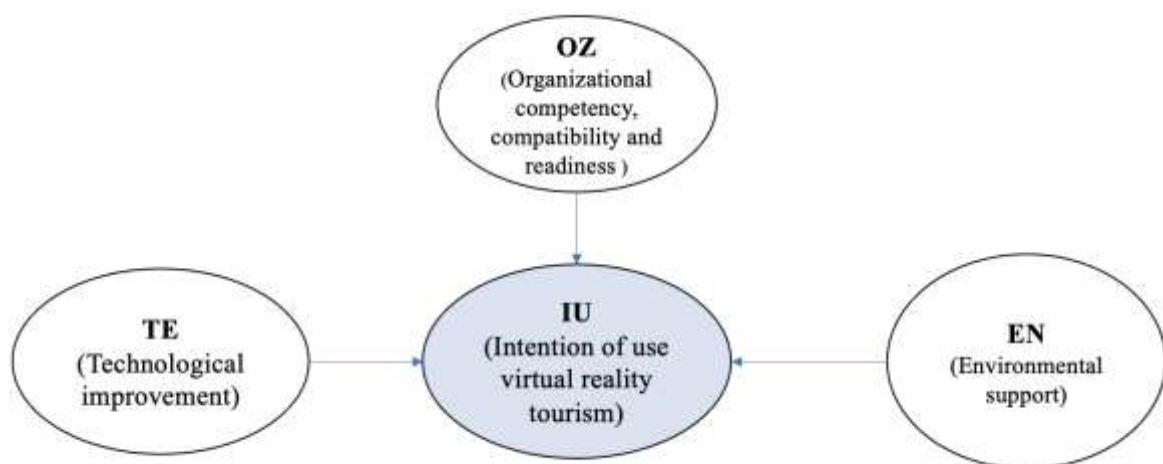 OZ
(Organizational
competency,
compatibility and
readiness )
TE
(Technological
improvement)
IU
(Intention of use
virtual reality
tourism)
EN
(Environmental
support)